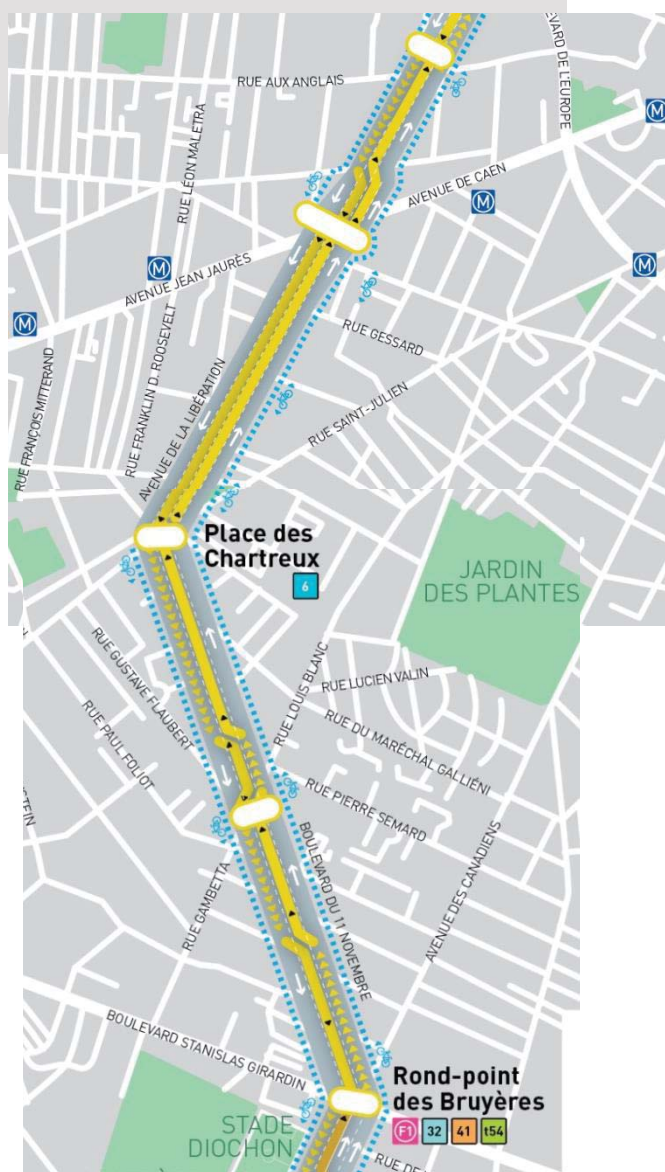 RUE AUX ANGLAIS
RUE LÉON MALETRA
M
AVENUE DE CAEN
M
M
AVENUE JEAN JAURÈS
M
M
RUE GESSARD
RUE FRANKLIN D. ROOSEVELT
RUE FRANÇOIS MITTERAND
AVENUE DE LA LIBÉRATION
RUE SAINT-JULIEN
Place des
Chartreux
6
JARDIN
DES PLANTES
RUE GUSTAVE FLAUBERT
RUE LOUIS BLANC
RUE LUCIEN VALIN
RUE PAUL FOLIOT
RUE DU MARÉCHAL GALLIÉNI
RUE PIERRE SEMARD
RUE GAMBETTA
BOULEVARD DU 11 NOVEMBRE
AVENUE DES CANADIENS
BOULEVARD STANISLAS GIRARDIN
Rond-point
des Bruyères
F1 32 41 t54
STADE
DIOCHON
RUE DE